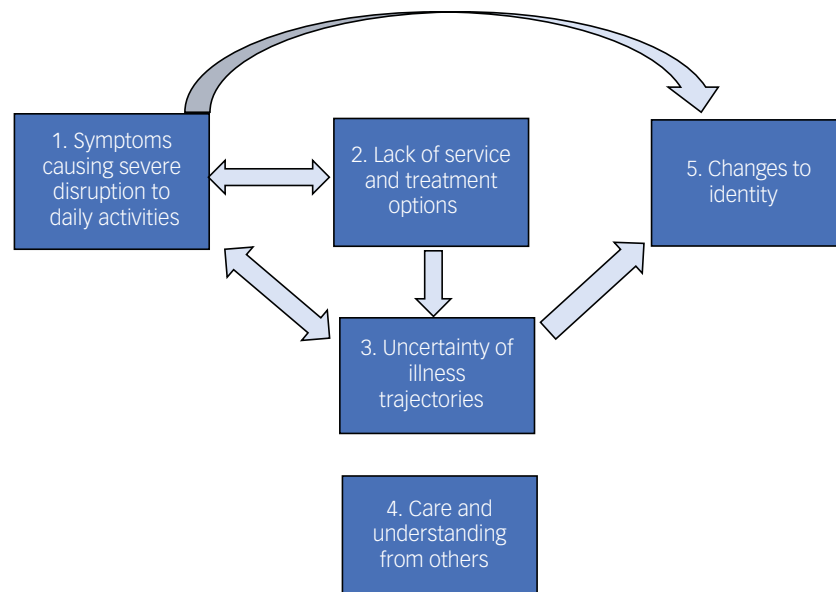 1. Symptoms
causing severe
disruption to
daily activities
2. Lack of service
and treatment
options
5. Changes to
identity
3. Uncertainty of
illness
trajectories
4. Care and
understanding
from others